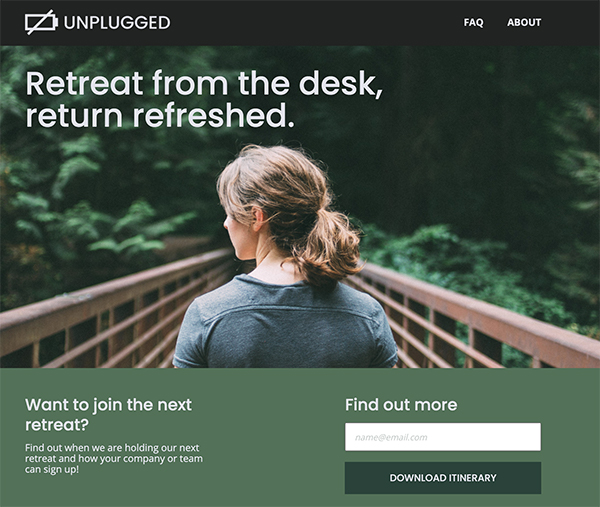 UNPLUGGED
FAQ
ABOUT
Retreat from the desk,
return refreshed.
Want to join the next
retreat?
Find out when we are holding our next
retreat and how your company or team
can sign up!
Find out more
name@email.com
DOWNLOAD ITINERARY